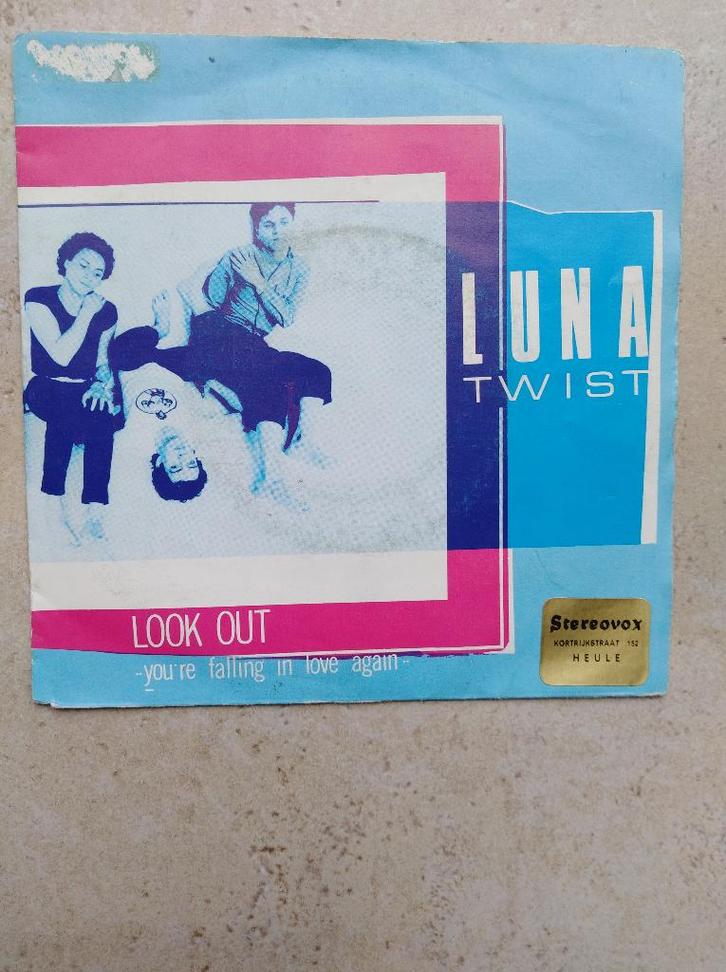 LUNA
TWIST
LOOK OUT
-you're falling in love again-
Stereovox
KORTRIJKSTRAAT 152
HEULE